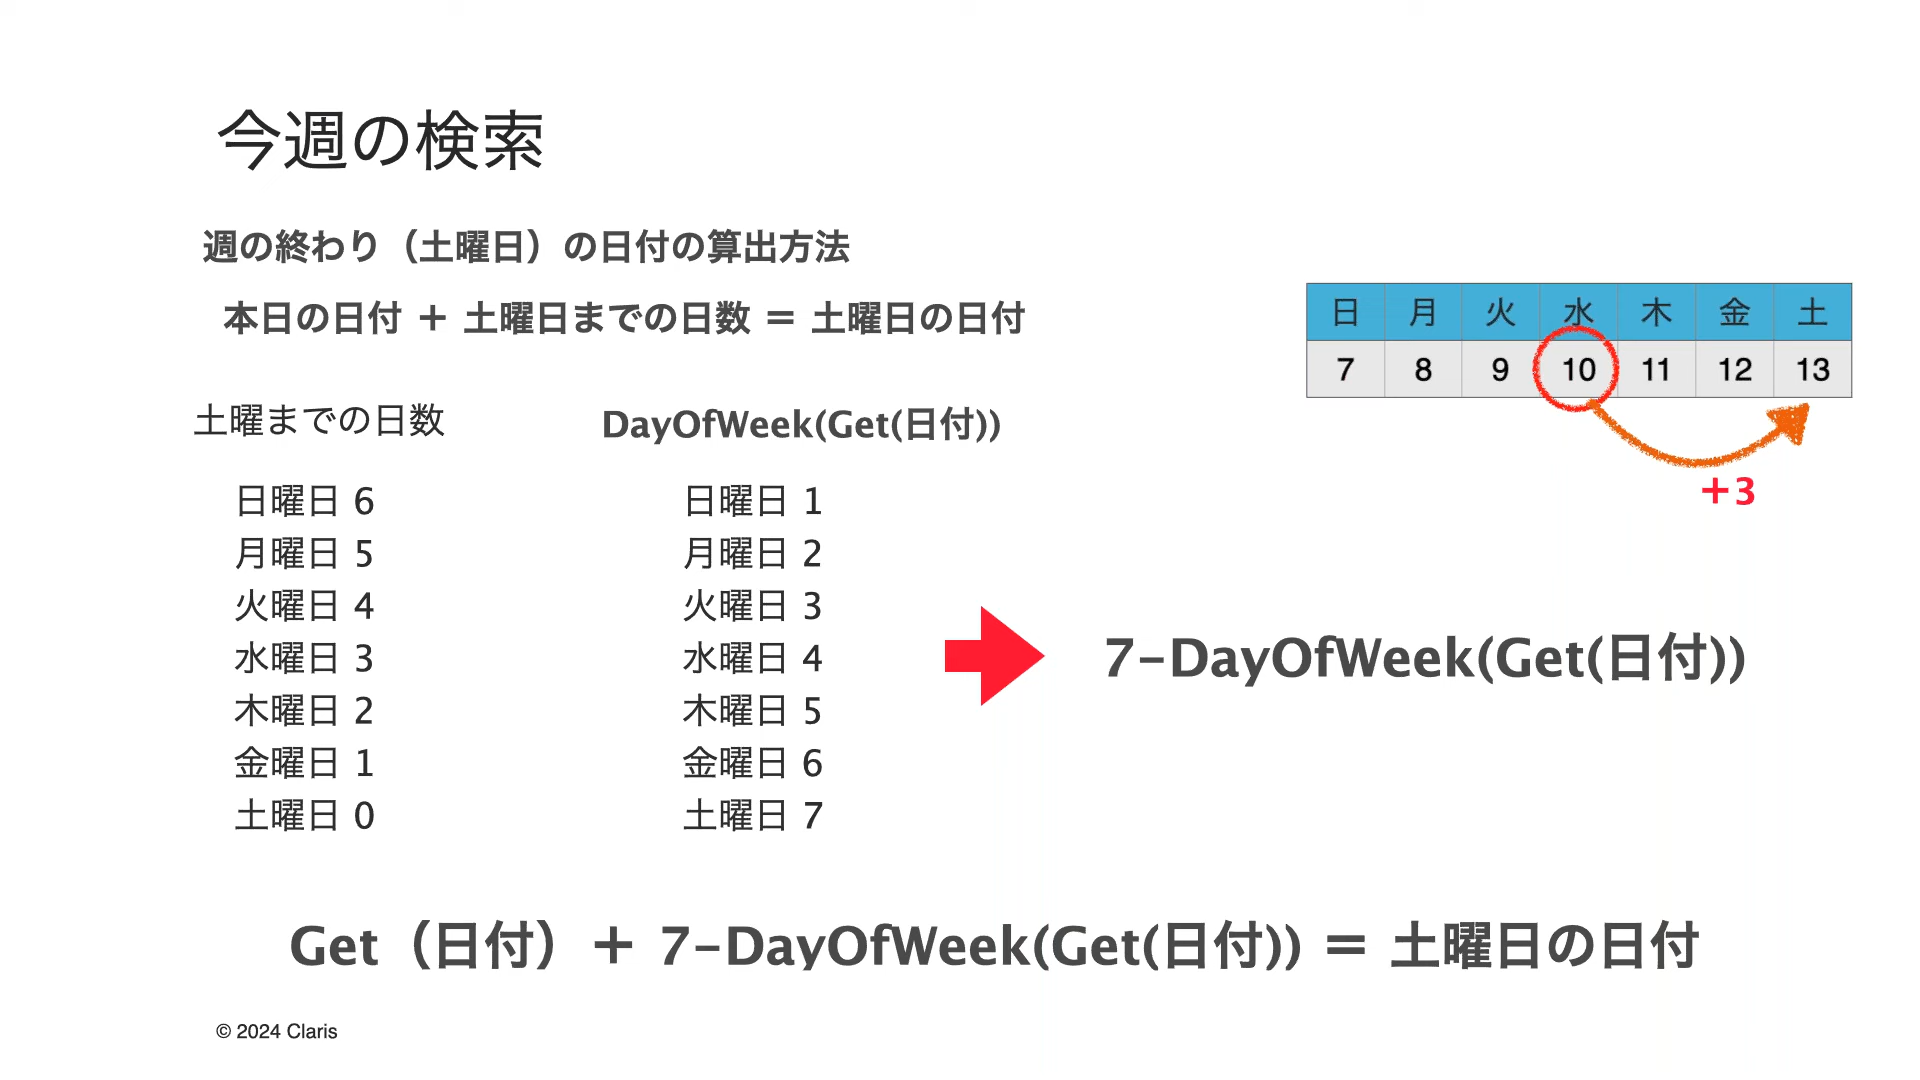 今週の検索
週の終わり（土曜日）の日付の算出方法
本日の日付 ＋ 土曜日までの日数 ＝ 土曜日の日付
日 月 火 水 木 金 土
7 8 9 10 11 12 13
＋3
土曜までの日数
日曜日 6
月曜日 5
火曜日 4
水曜日 3
木曜日 2
金曜日 1
土曜日 0
DayOfWeek(Get(日付))
日曜日 1
月曜日 2
火曜日 3
水曜日 4
木曜日 5
金曜日 6
土曜日 7
7-DayOfWeek(Get(日付))
Get（日付）＋ 7-DayOfWeek(Get(日付)) ＝ 土曜日の日付
© 2024 Claris